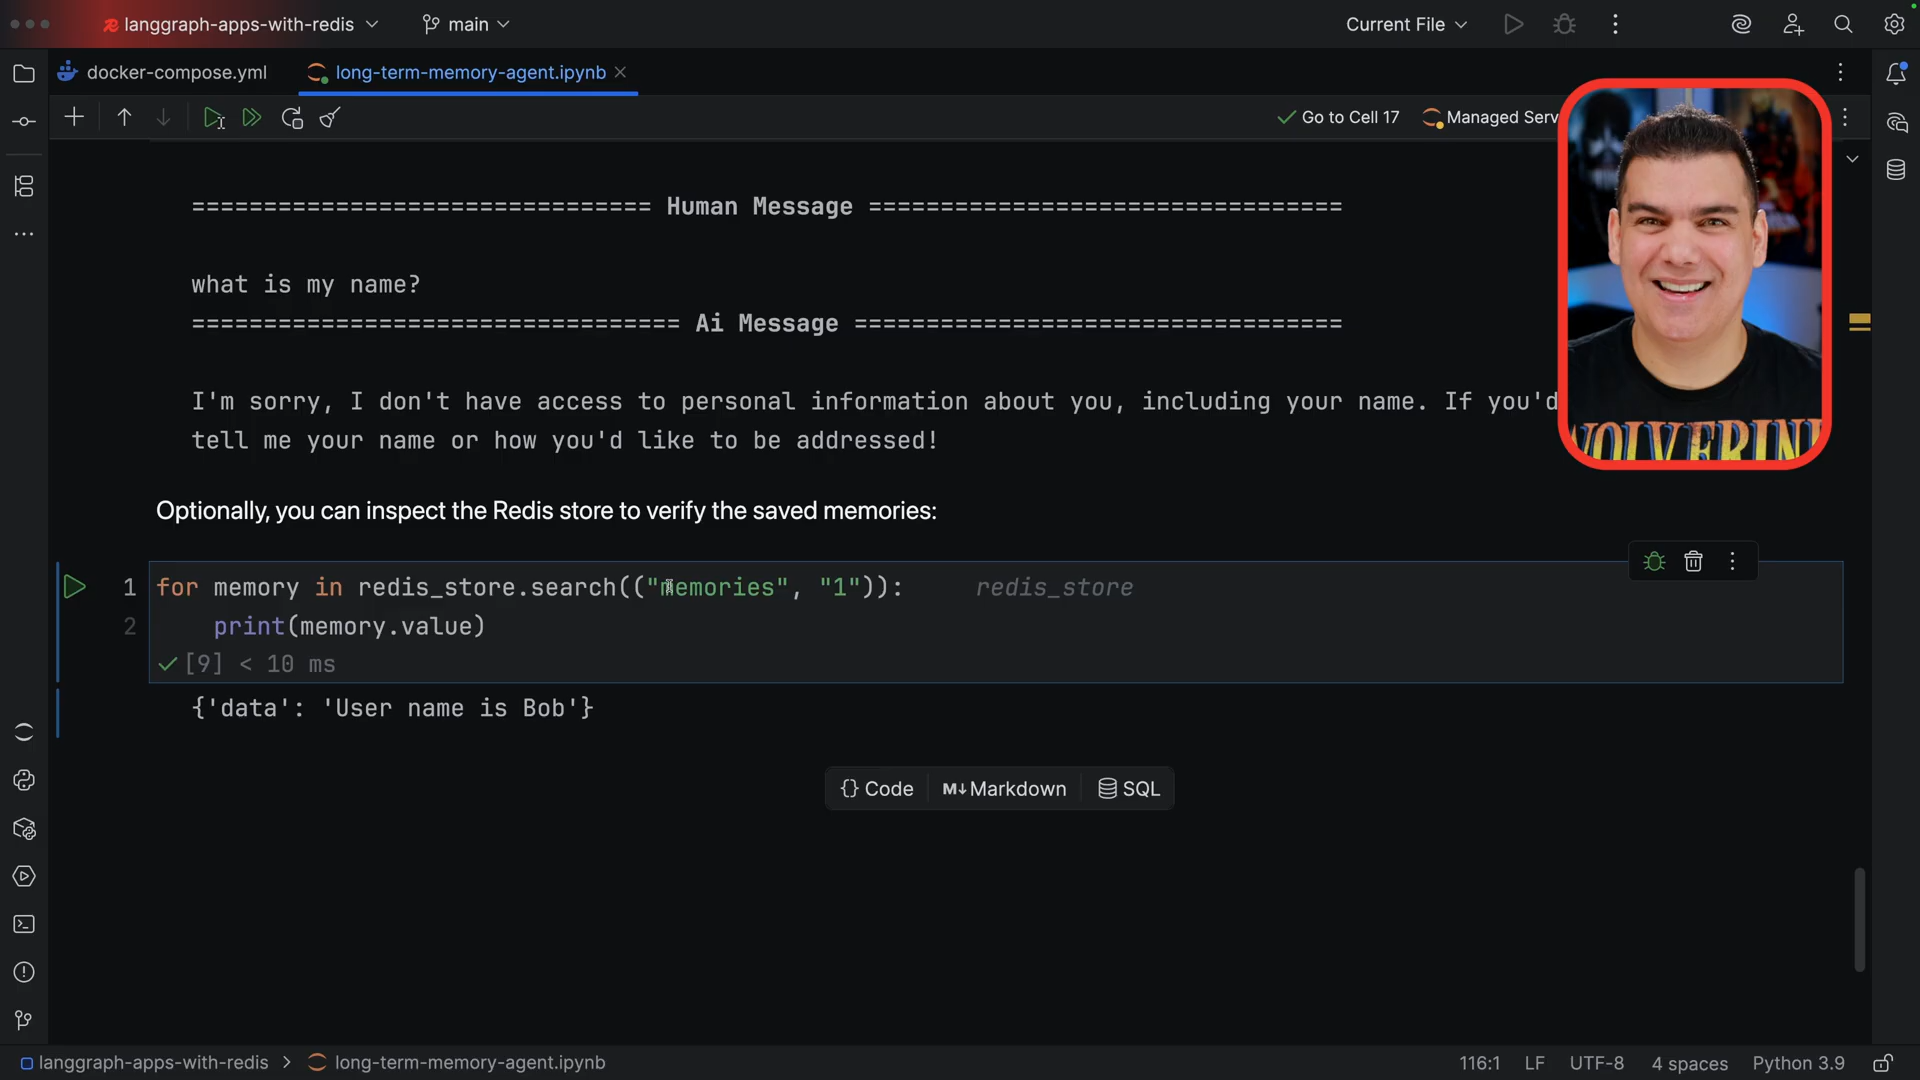 langgraph-apps-with-redis main Current File
docker-compose.yml long-term-memory-agent.ipynb
Go to Cell 17 Managed Serv
================================ Human Message =================================
what is my name?
================================== Ai Message ==================================
I'm sorry, I don't have access to personal information about you, including your name. If you'd
tell me your name or how you'd like to be addressed!
WOLVERINE
Optionally, you can inspect the Redis store to verify the saved memories:
1 for memory in redis_store.search(("memories", "1")): redis_store
2 print(memory.value)
[9] < 10 ms
{'data': 'User name is Bob'}
{} Code M↓ Markdown SQL
langgraph-apps-with-redis > long-term-memory-agent.ipynb 116:1 LF UTF-8 4 spaces Python 3.9